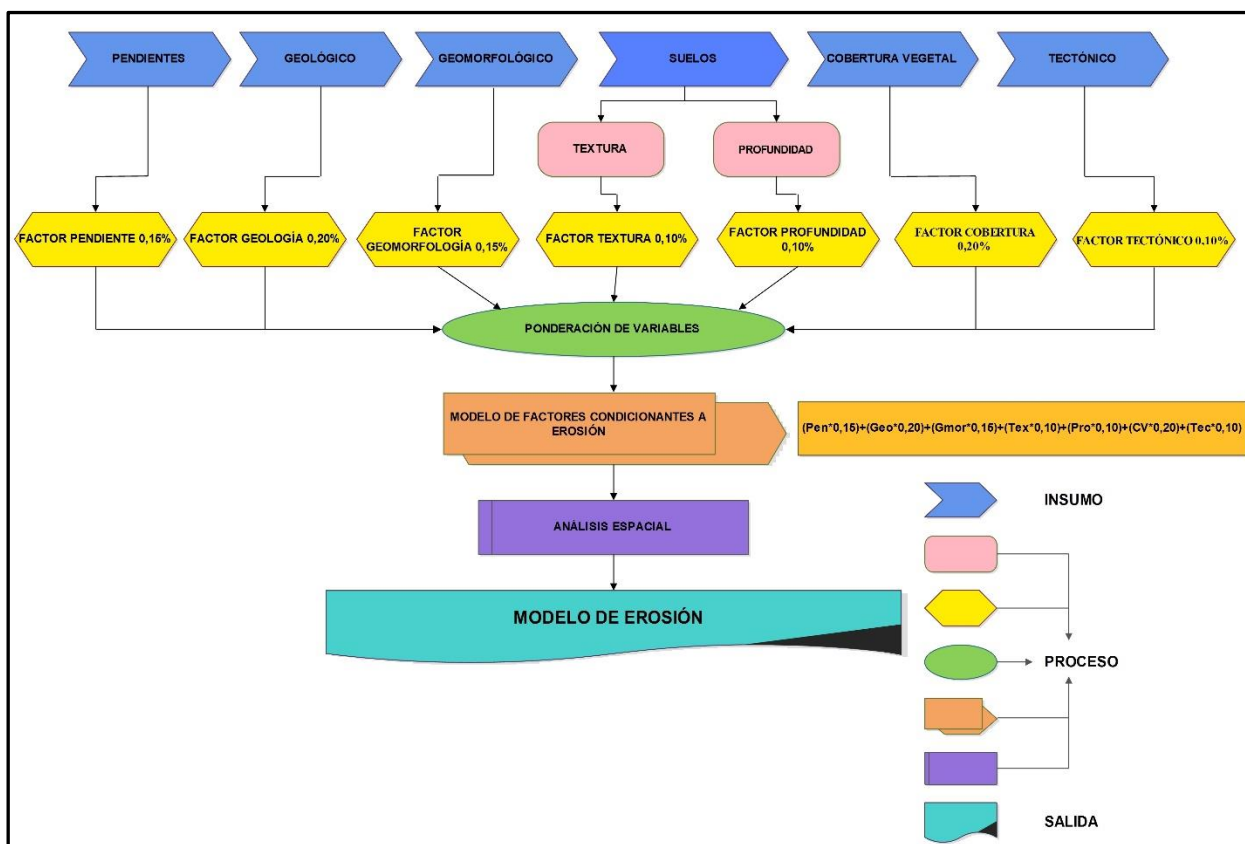 PENDIENTES
GEOLÓGICO
GEOMORFOLÓGICO
SUELOS
COBERTURA VEGETAL
TECTÓNICO
TEXTURA
PROFUNDIDAD
FACTOR PENDIENTE 0,15%
FACTOR GEOLOGÍA 0,20%
FACTOR
GEOMORFOLOGÍA 0,15%
FACTOR TEXTURA 0,10%
FACTOR PROFUNDIDAD
0,10%
FACTOR COBERTURA
0,20%
FACTOR TECTÓNICO 0,10%
PONDERACIÓN DE VARIABLES
MODELO DE FACTORES CONDICIONANTES A
EROSIÓN
(Pen*0,15)+(Geo*0,20)+(Gmor*0,15)+(Tex*0,10)+(Pro*0,10)+(CV*0,20)+(Tec*0,10)
ANÁLISIS ESPACIAL
MODELO DE EROSIÓN
INSUMO
PROCESO
SALIDA